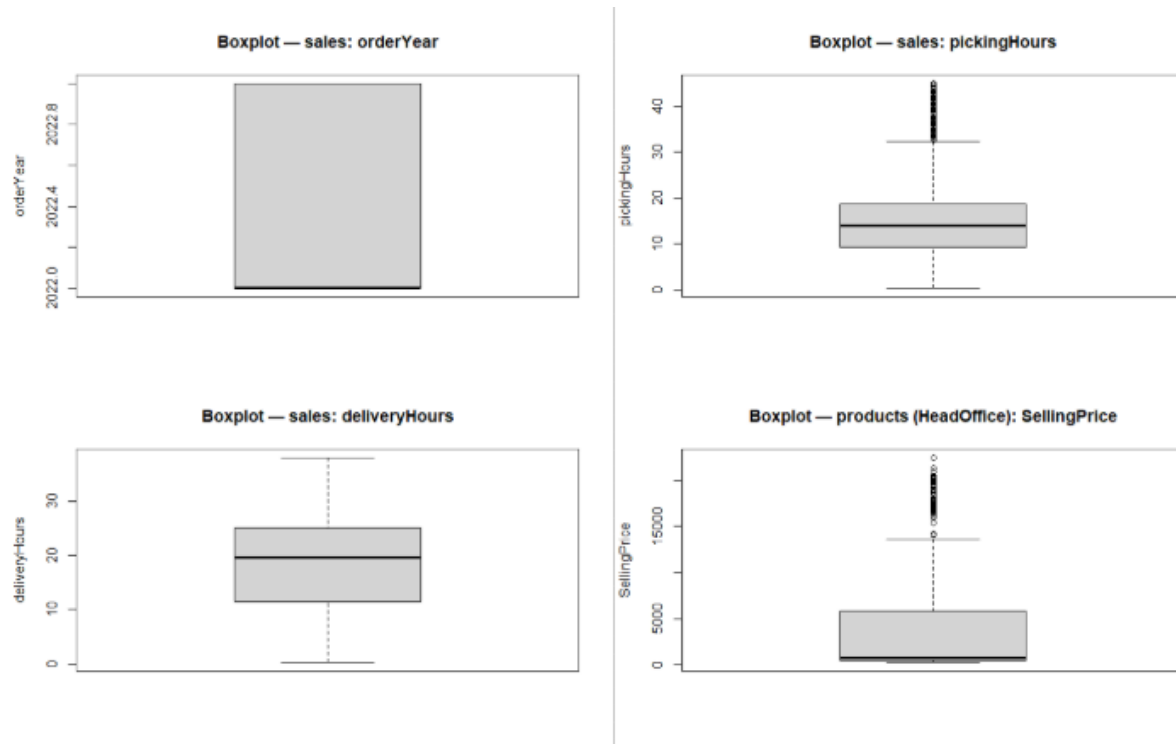 Boxplot — sales: orderYear
orderYear
2022.8
2022.4
2022.0
Boxplot — sales: pickingHours
pickingHours
40
30
20
10
0
Boxplot — sales: deliveryHours
deliveryHours
30
20
10
0
Boxplot — products (HeadOffice): SellingPrice
SellingPrice
15000
5000
0